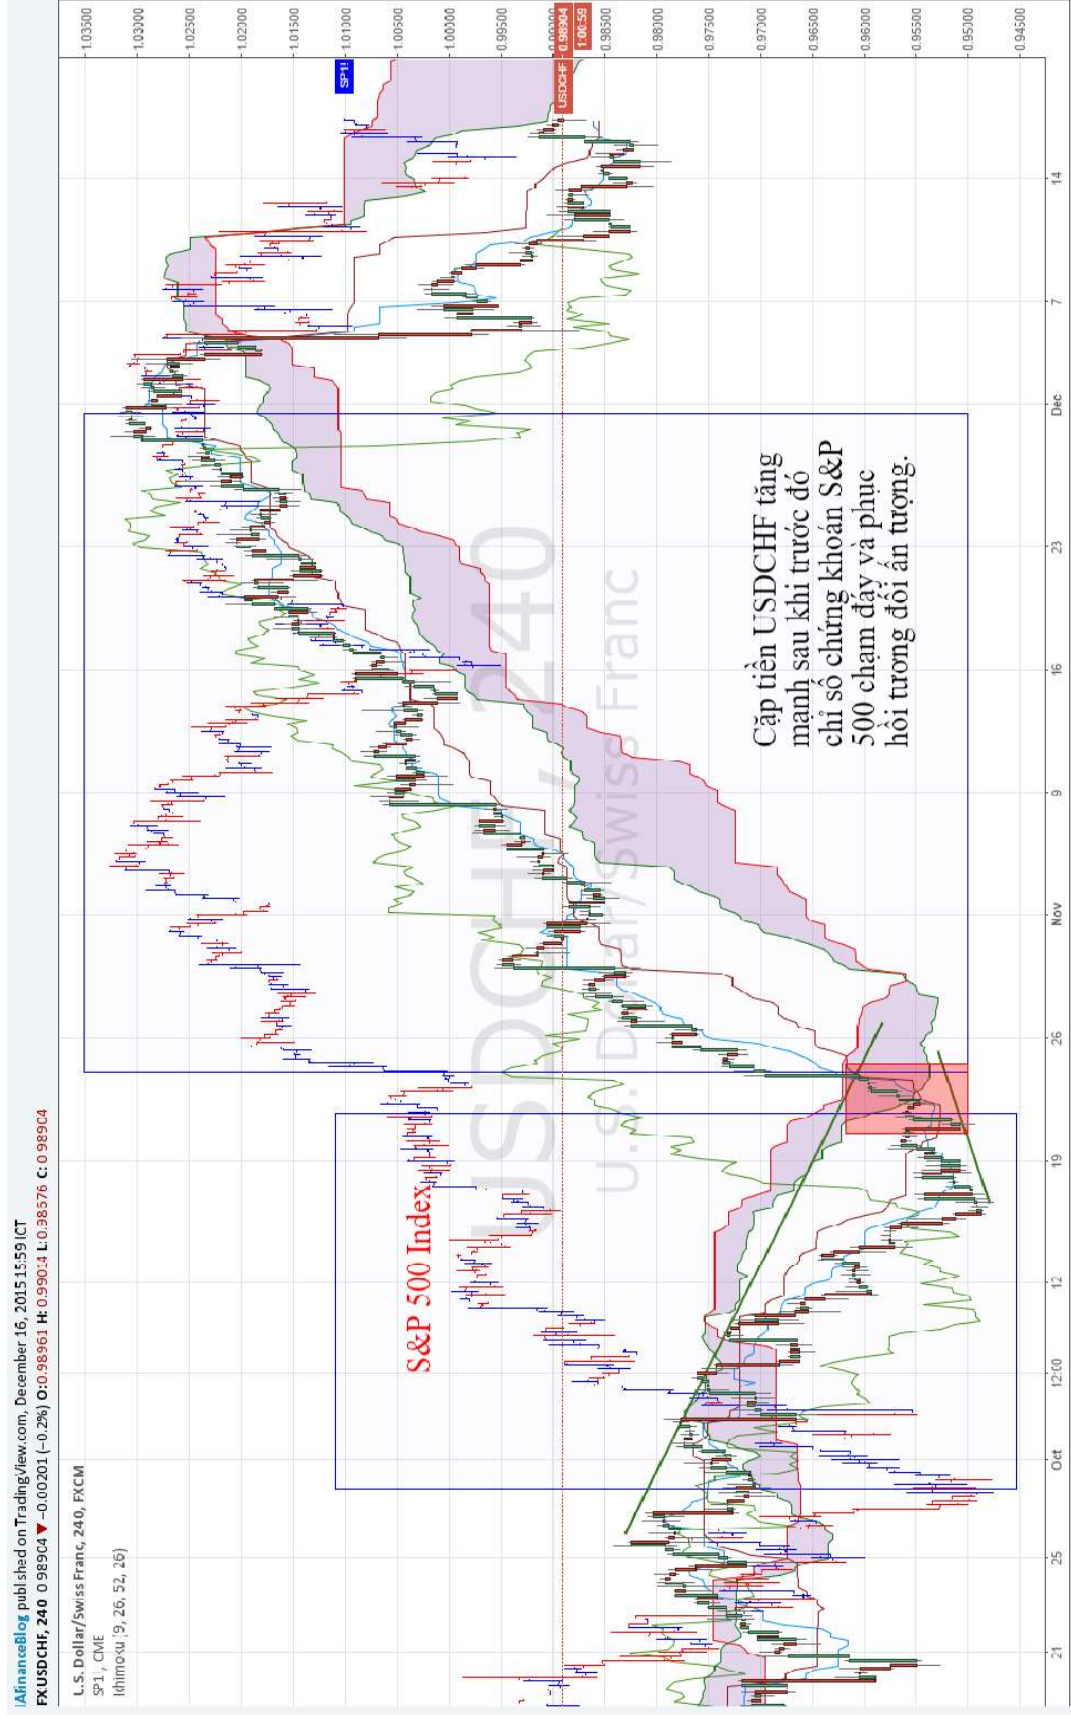 IAFinanceBlog published on TradingView.com, December 16, 2015 15:59 ICT
FX:USDCHF, 240 0.98904 ▼ −0.00201 (−0.2%) O:0.98961 H:0.99014 L:0.98576 C:0.98904
U.S. Dollar/Swiss Franc, 240, FXCM
SP1!, CME
Ichimoku (9, 26, 52, 26)
1.03500
1.03000
1.02500
1.02000
1.01500
SP1!
1.01000
1.00500
1.00000
0.99500
USDCHF 0.98904
1:00:59
0.98500
0.98000
0.97500
0.97000
0.96500
0.96000
0.95500
0.95000
0.94500
S&P 500 Index
USDCHF / 240
U.S. Dollar/Swiss Franc
Cặp tiền USDCHF tăng
mạnh sau khi trước đó
chỉ số chứng khoán S&P
500 chạm đáy và phục
hồi tương đối ấn tượng.
21
25
Oct
12:00
12
19
26
Nov
9
16
23
Dec
7
14